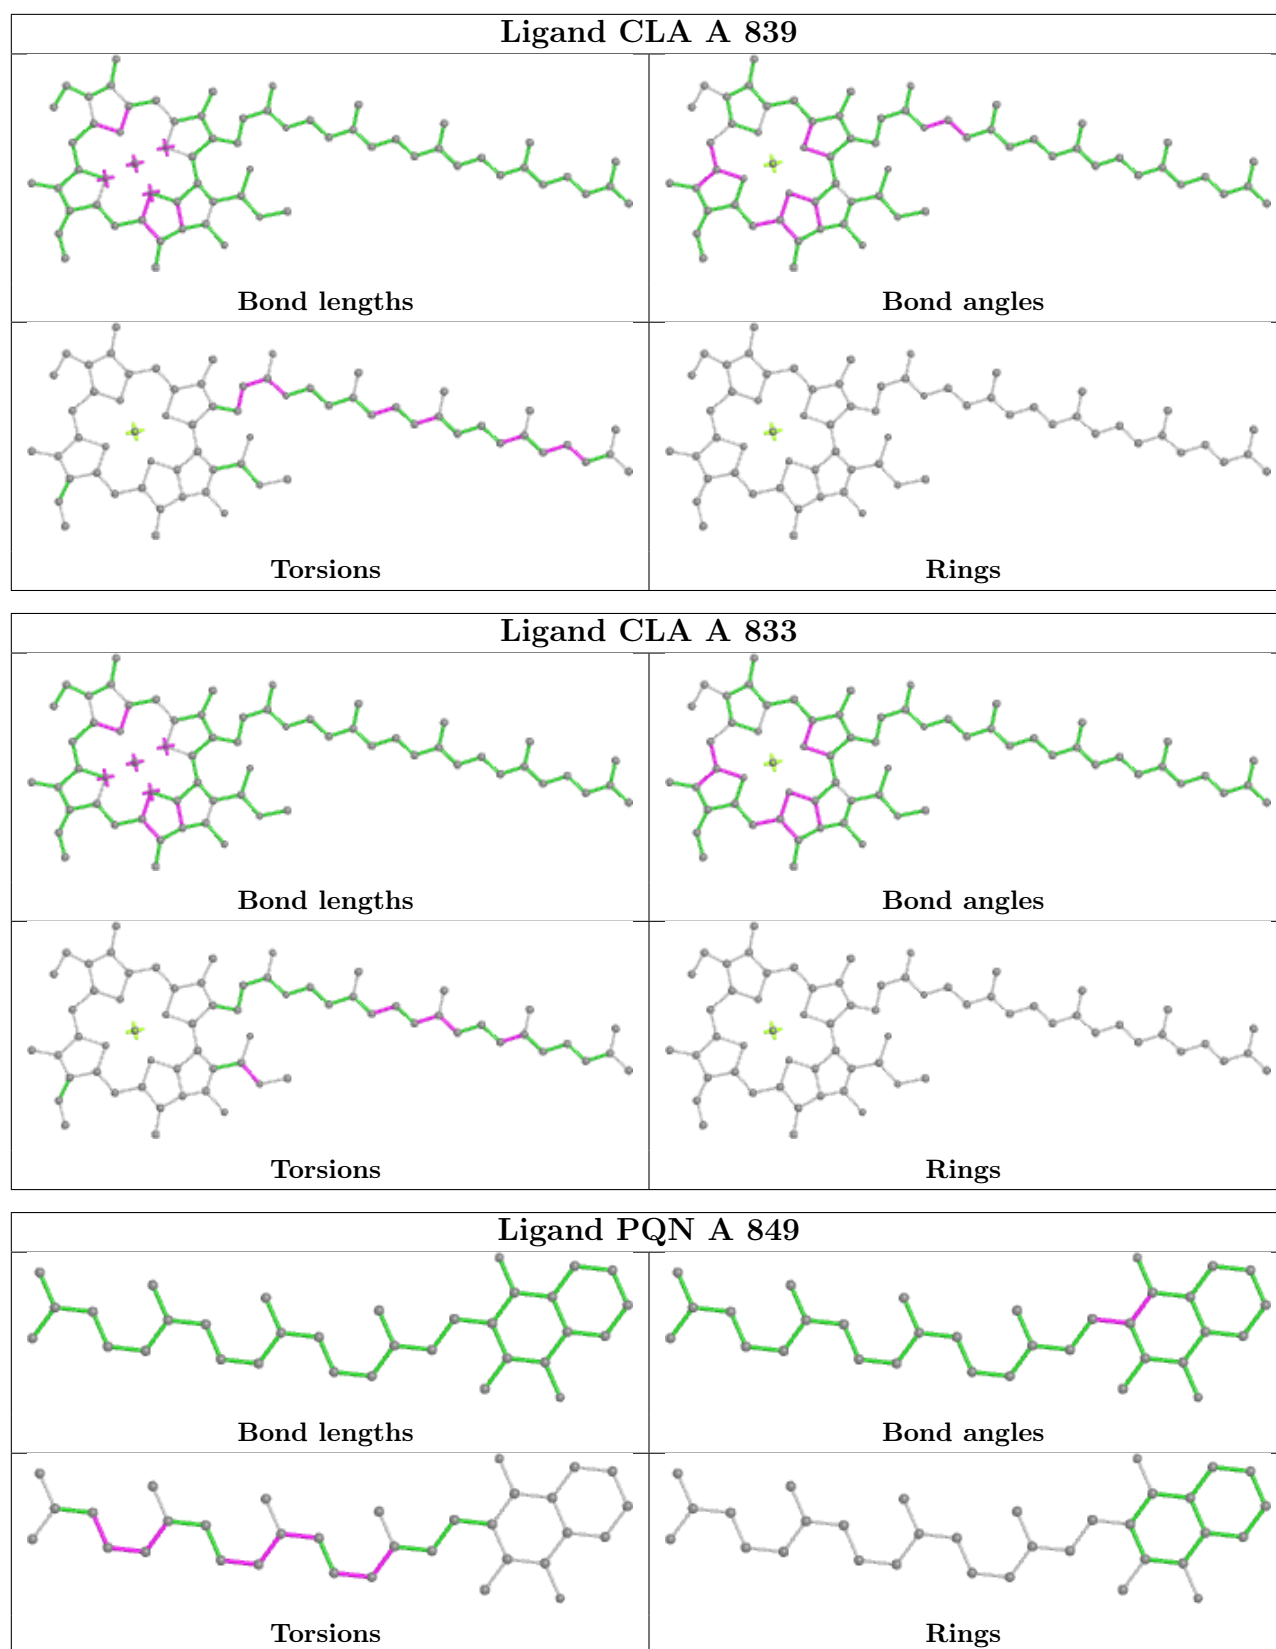 Ligand CLA A 839
Bond lengths
Bond angles
Torsions
Rings
Ligand CLA A 833
Bond lengths
Bond angles
Torsions
Rings
Ligand PQN A 849
Bond lengths
Bond angles
Torsions
Rings